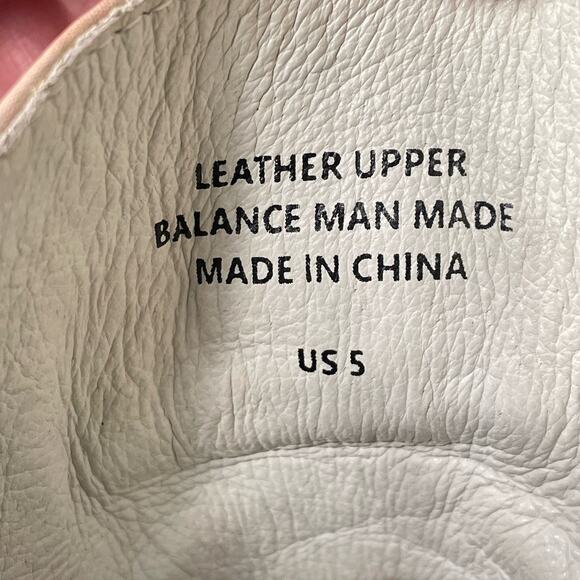 LEATHER UPPER
BALANCE MAN MADE
MADE IN CHINA
US 5